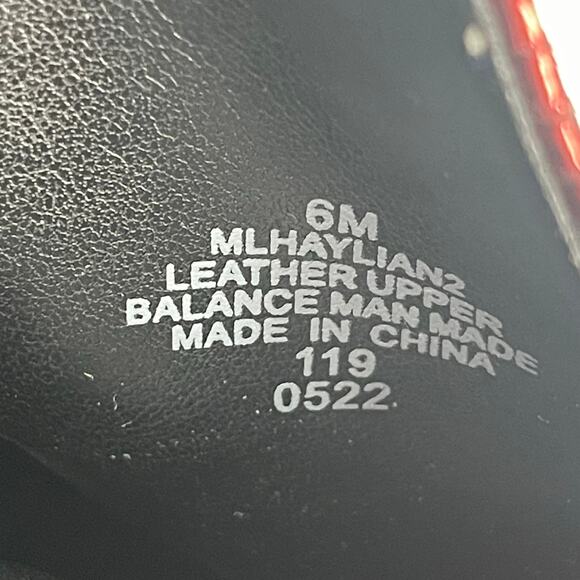 6M
MLHAYLIAN2
LEATHER UPPER
BALANCE MAN MADE
MADE IN CHINA
119
0522